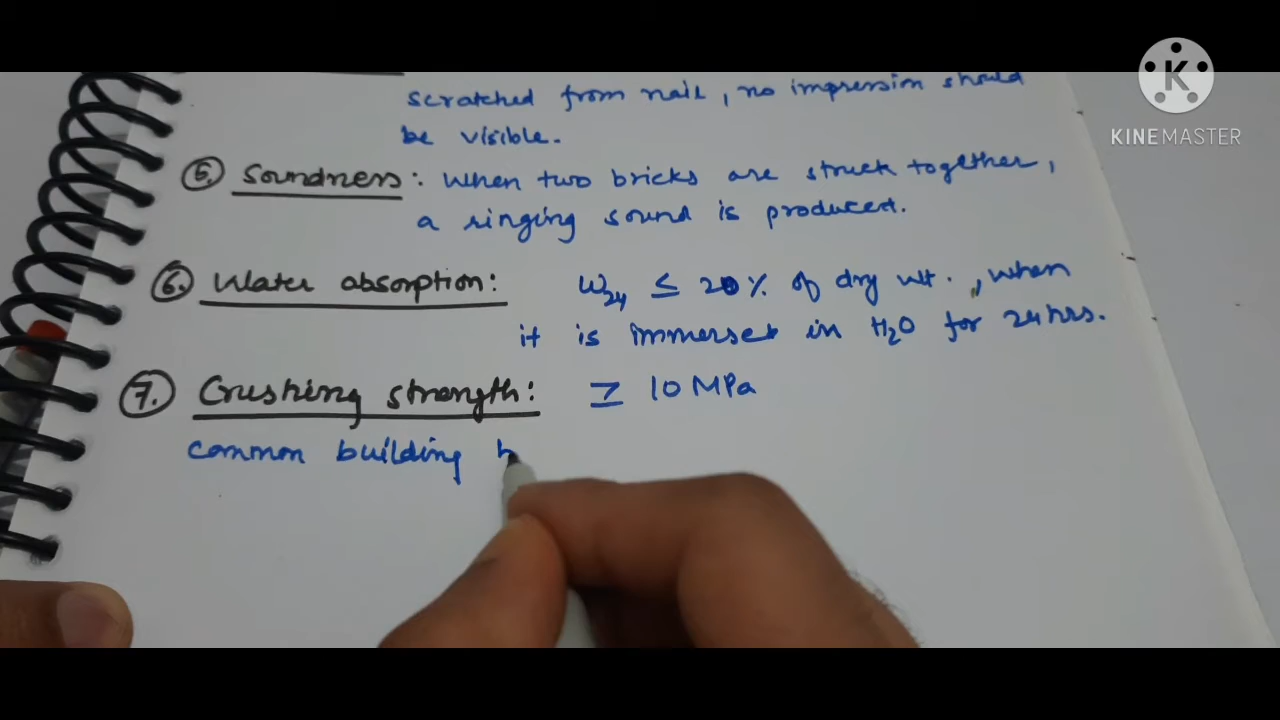 scratched from nail, no impression should
be visible.
5. Soundness: When two bricks are struck together,
a ringing sound is produced.
6. Water absorption: W24 ≤ 20% of dry wt., when
it is immersed in H2O for 24 hrs.
7. Crushing strength: ≥ 10 MPa
common building b
K
KINEMASTER